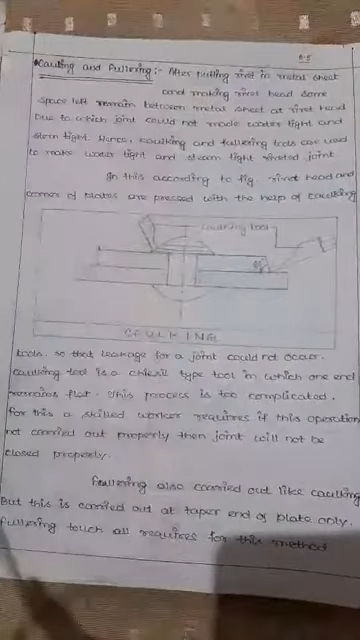 Caulking and fullering :- After putting rivet in metal sheet
and making rivet head some
space left remain between metal sheet at rivet head
Due to which joint could not made water tight and
steam tight. Hence, caulking and fullering tools can used
to make water tight and steam tight riveted joint
In this according to fig. rivet head and
corner of plates are pressed with the help of caulking
caulking tool
CAULKING
tools. so that leakage for a joint could not occur.
caulking tool is a chiesil type tool in which one end
remains flat. This process is too complicated.
for this a skilled worker requires if this operation
not carried out properly then joint will not be
closed properly.
fullering also carried out like caulking
But this is carried out at taper end of plate only.
fullering touch all requires for this method